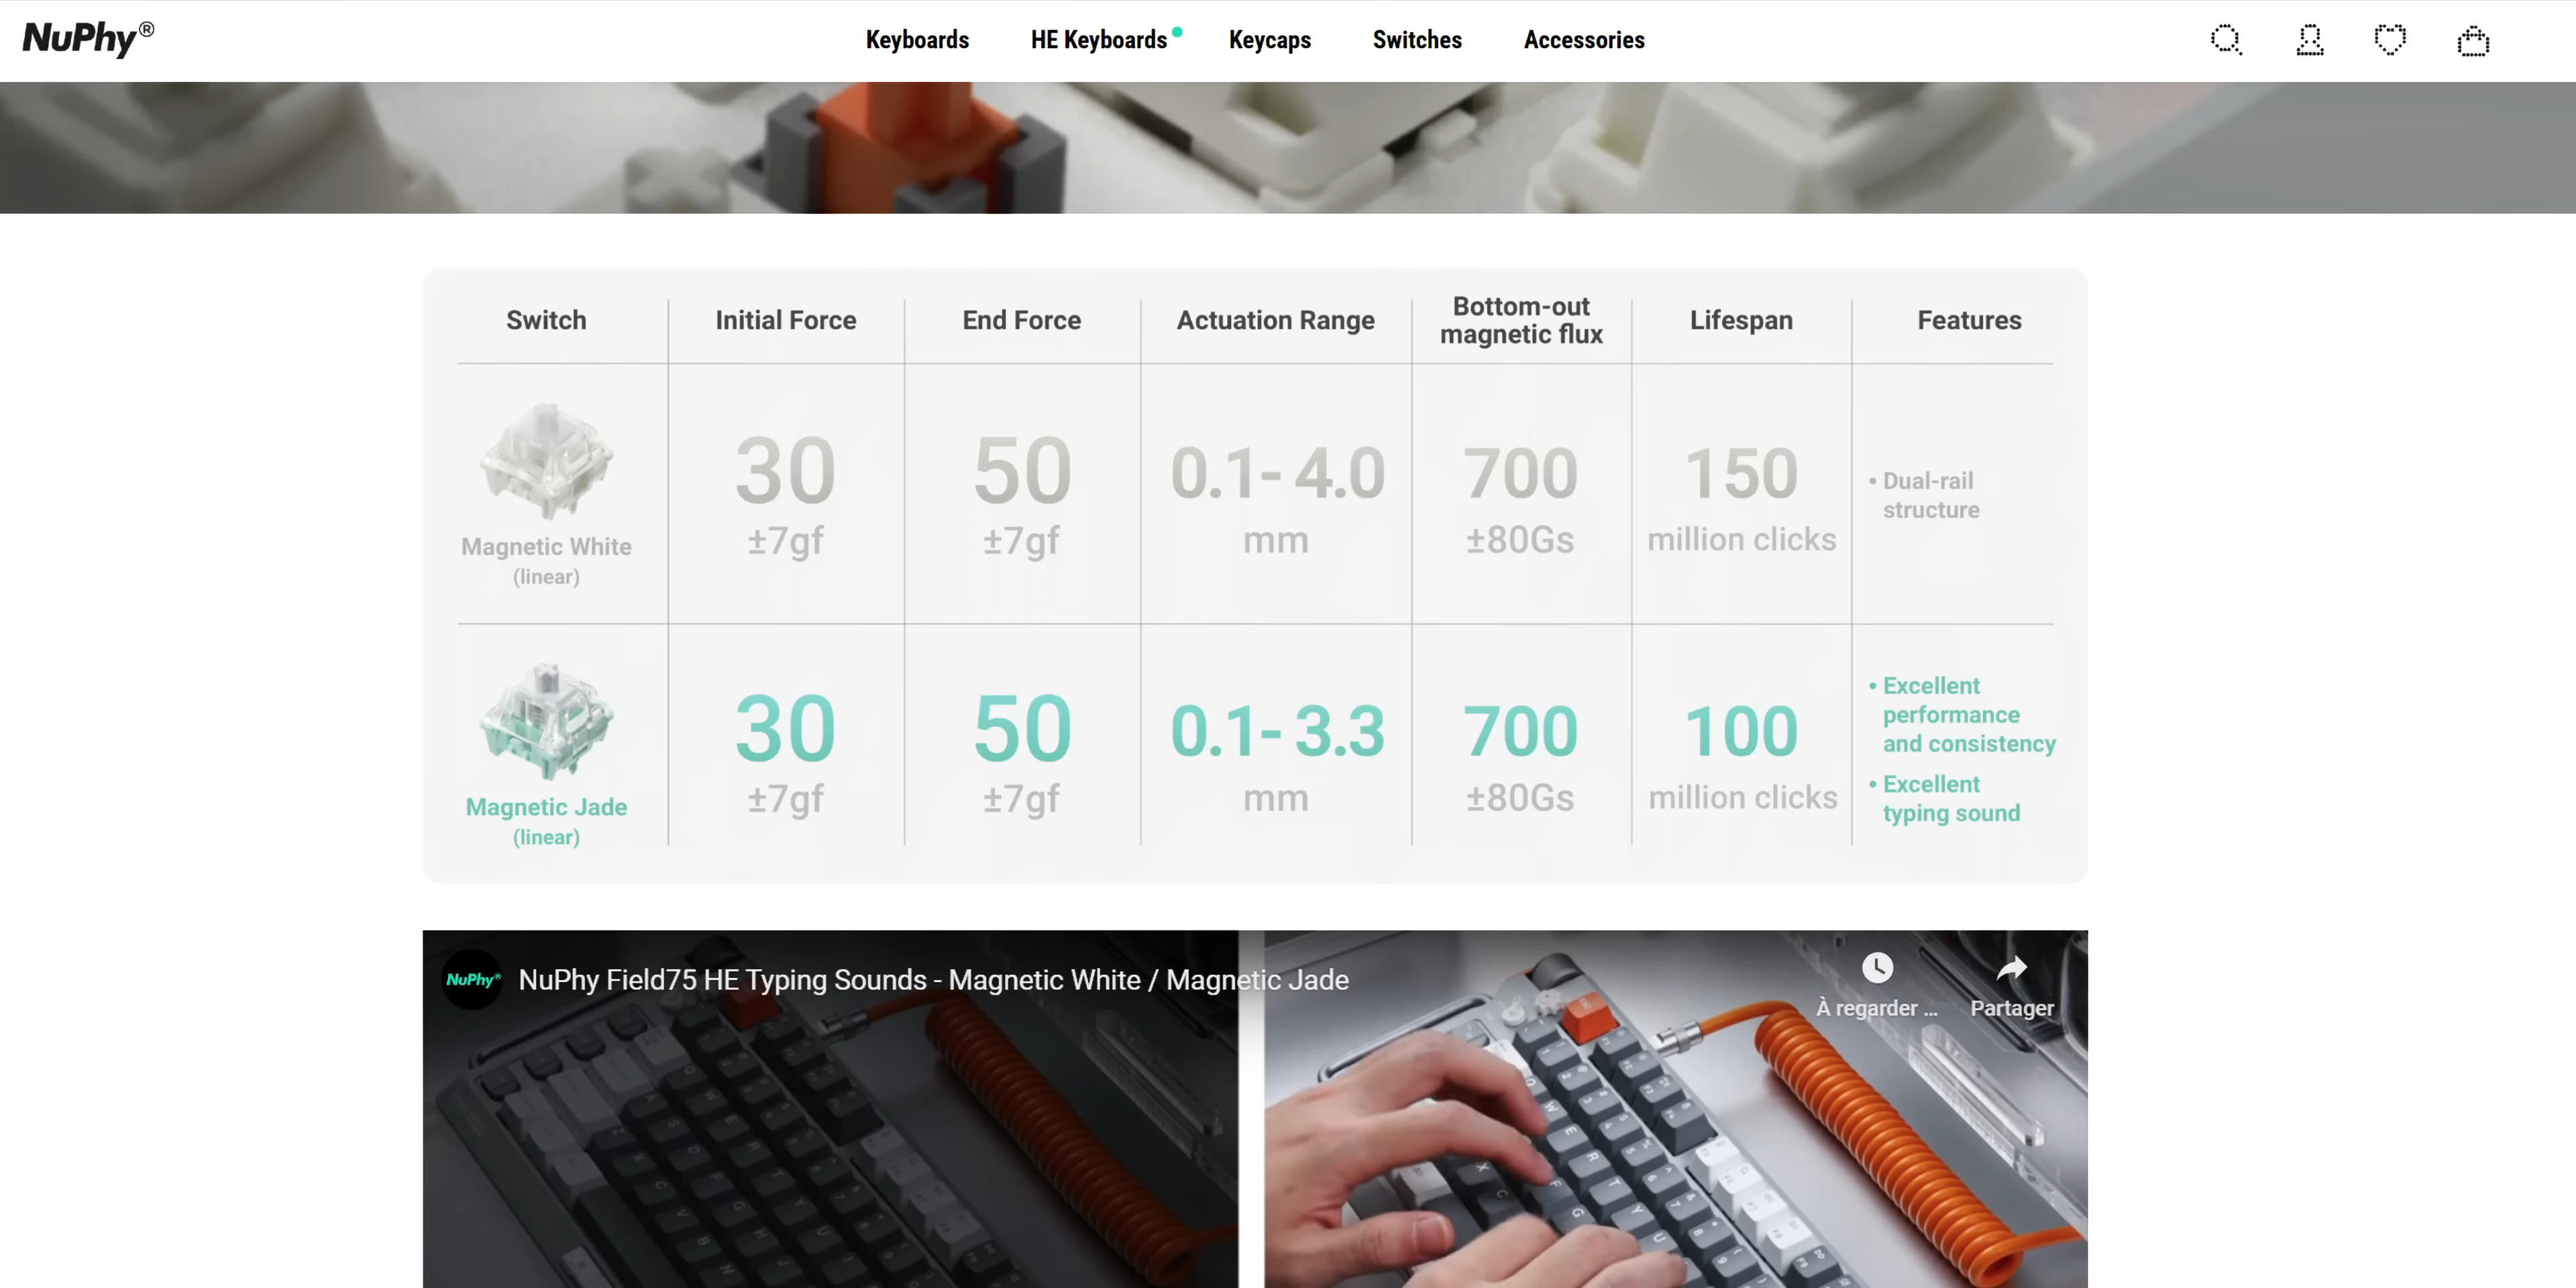 NuPhy®
Keyboards
HE Keyboards
Keycaps
Switches
Accessories
Switch
Initial Force
End Force
Actuation Range
Bottom-out
magnetic flux
Lifespan
Features
Magnetic White
(linear)
30
±7gf
50
±7gf
0.1- 4.0
mm
700
±80Gs
150
million clicks
• Dual-rail
structure
Magnetic Jade
(linear)
30
±7gf
50
±7gf
0.1- 3.3
mm
700
±80Gs
100
million clicks
• Excellent
performance
and consistency
• Excellent
typing sound
NuPhy®
NuPhy Field75 HE Typing Sounds - Magnetic White / Magnetic Jade
À regarder ...
Partager